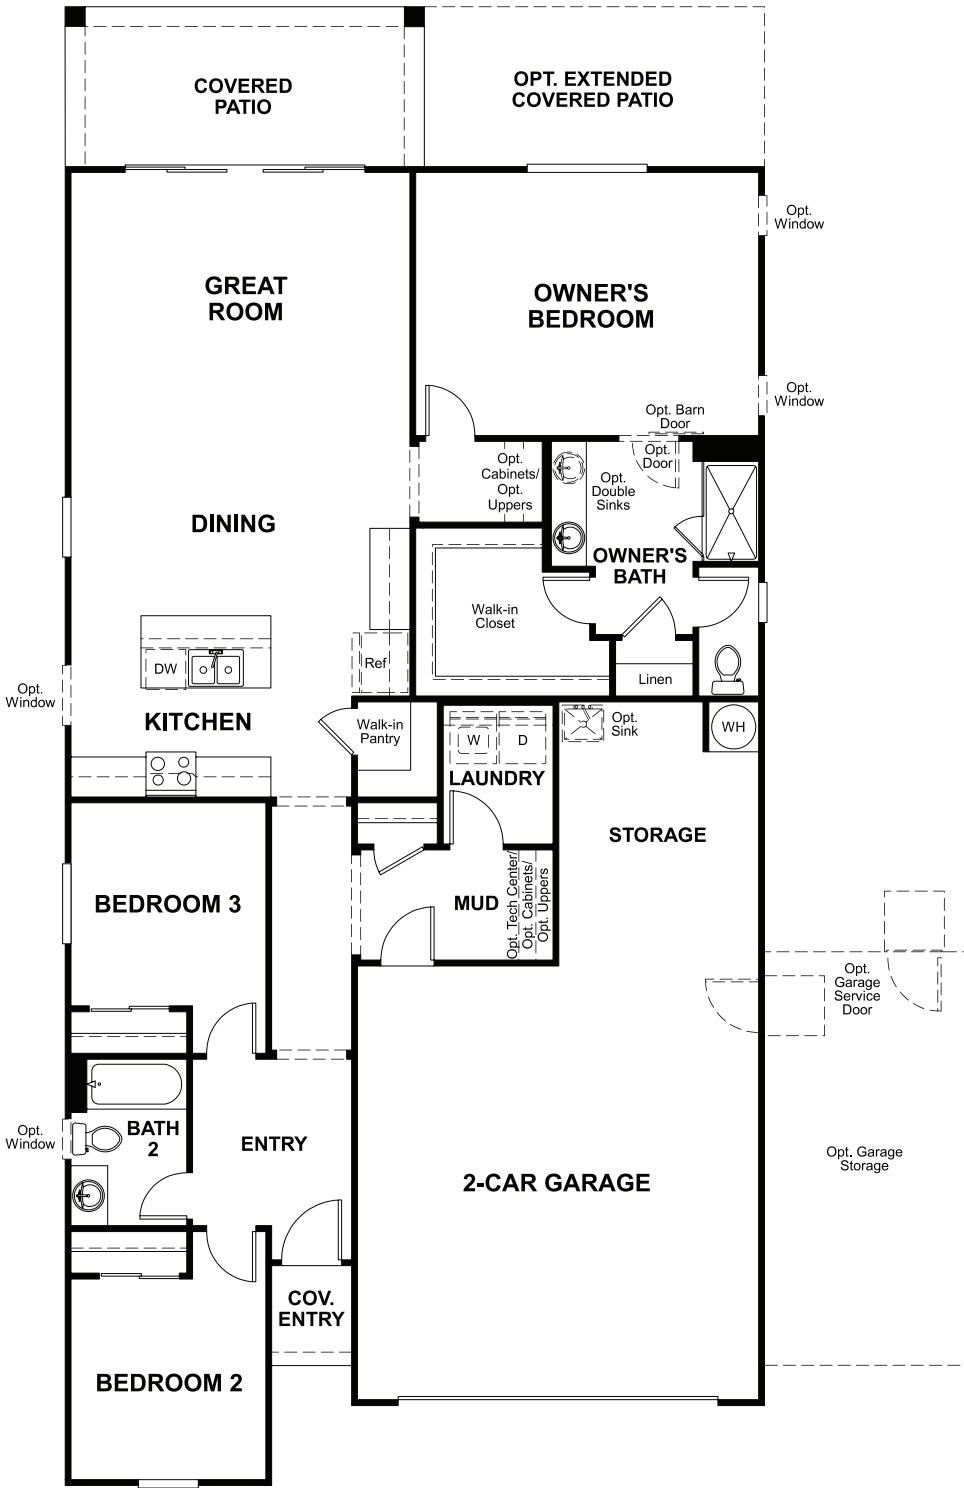 COVERED
PATIO
OPT. EXTENDED
COVERED PATIO
Opt.
Window
GREAT
ROOM
OWNER'S
BEDROOM
Opt.
Window
Opt. Barn
Door
Opt.
Door
Opt.
Cabinets/
Opt.
Uppers
Opt.
Double
Sinks
DINING
OWNER'S
BATH
Walk-in
Closet
DW
Ref
Linen
Opt.
Window
KITCHEN
Walk-in
Pantry
W
D
LAUNDRY
Opt.
Sink
WH
STORAGE
BEDROOM 3
MUD
Opt. Tech Center/
Opt. Cabinets/
Opt. Uppers
Opt.
Garage
Service
Door
Opt.
Window
BATH
2
ENTRY
2-CAR GARAGE
Opt. Garage
Storage
COV.
ENTRY
BEDROOM 2